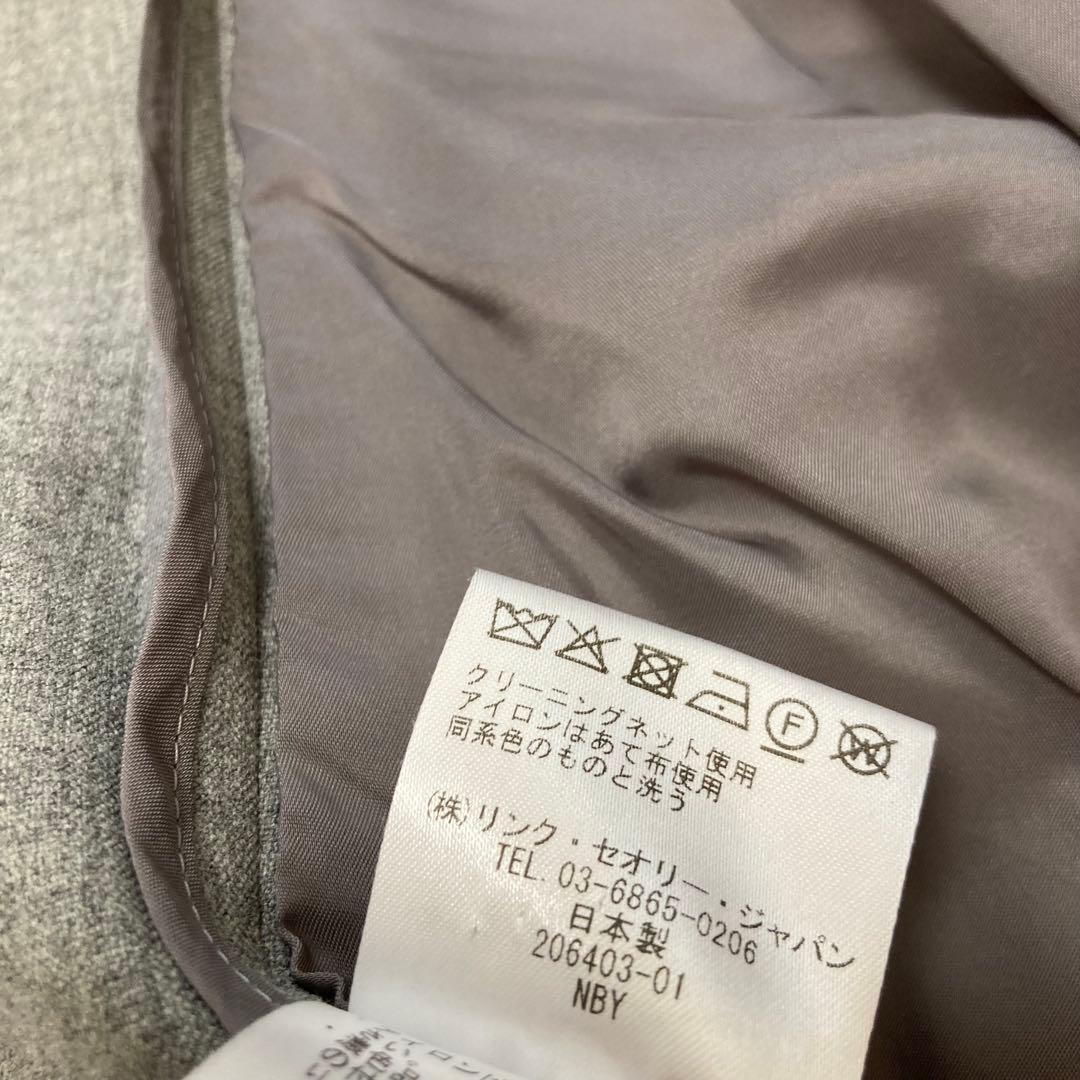 F
W
クリーニングネット使用
アイロンはあて布使用
同系色のものと洗う
(株)リンク・セオリー・ジャパン
TEL. 03-6865-0206
日本製
206403-01
NBY